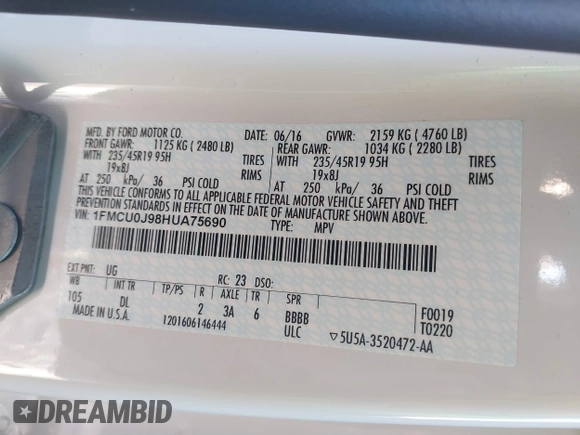 MFD. BY FORD MOTOR CO. 06/16 GVWR: 2159 KG (4760 LB)
FRONT GAWR: 1125 KG (2480 LB) REAR GAWR: 1034 KG (2280 LB)
WITH 235/45R19 95H TIRES WITH 235/45R19 95H TIRES
19x8J RIMS 19x8J RIMS
AT 250 kPa/ 36 PSI COLD AT 250 kPa/ 36 PSI COLD
THIS VEHICLE CONFORMS TO ALL APPLICABLE FEDERAL MOTOR VEHICLE SAFETY AND BUMPER
STANDARDS AND THEFT PREVENTION STANDARD IN EFFECT ON THE DATE OF MANUFACTURE SHOWN ABOVE.
VIN: 1FMCU0J98HUA75690 TYPE: MPV
EXT PNT: UG RC: 23 DSO:
WB INT TR TP/PS R AXLE TR SPR
105 DL 2 3A 6 BBBB F0019
MADE IN U.S.A. 1201606146444 ULC T0220
▽5U5A-3520472-AA
DREAMBID